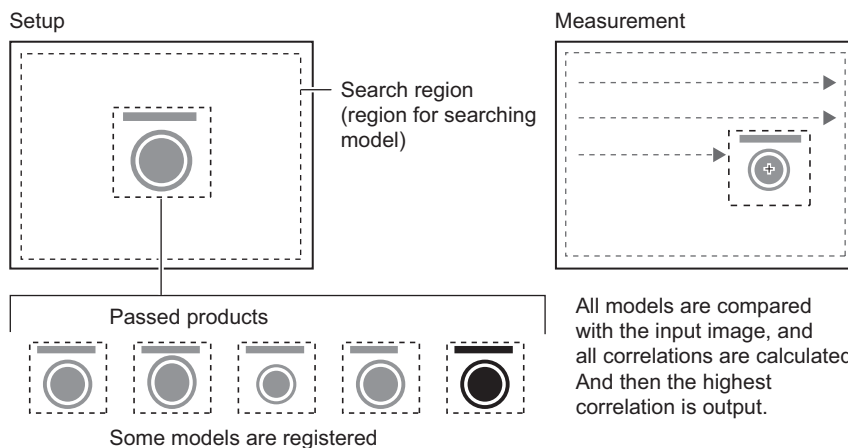 Setup
Search region
(region for searching
model)
Measurement
Passed products
Some models are registered
All models are compared
with the input image, and
all correlations are calculated
And then the highest
correlation is output.